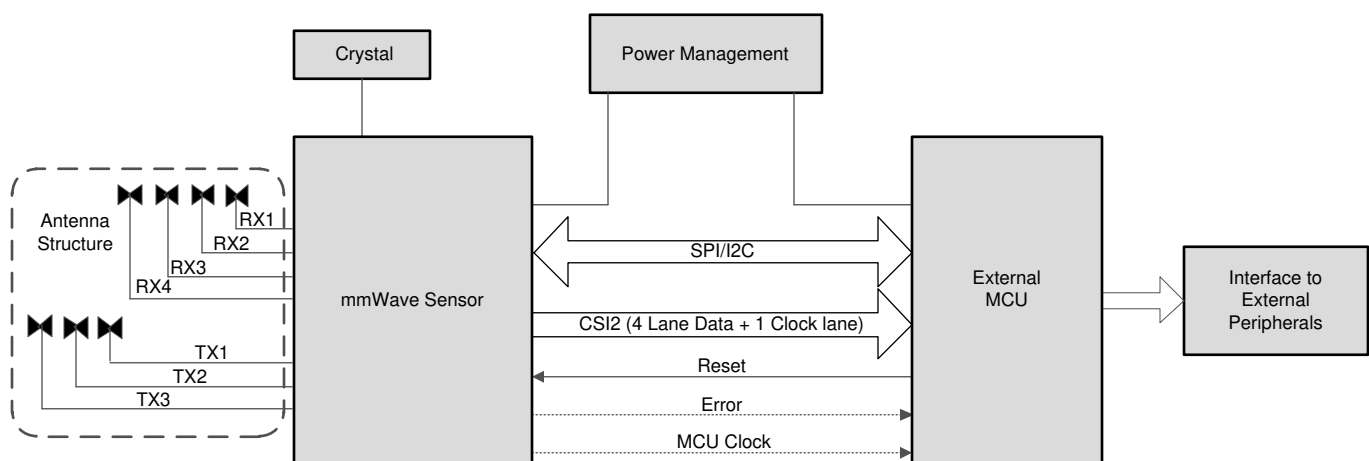 Crystal
Power Management
Antenna
Structure
RX1
RX2
RX3
RX4
TX1
TX2
TX3
mmWave Sensor
SPI/I2C
CSI2 (4 Lane Data + 1 Clock lane)
Reset
Error
MCU Clock
External
MCU
Interface to
External
Peripherals